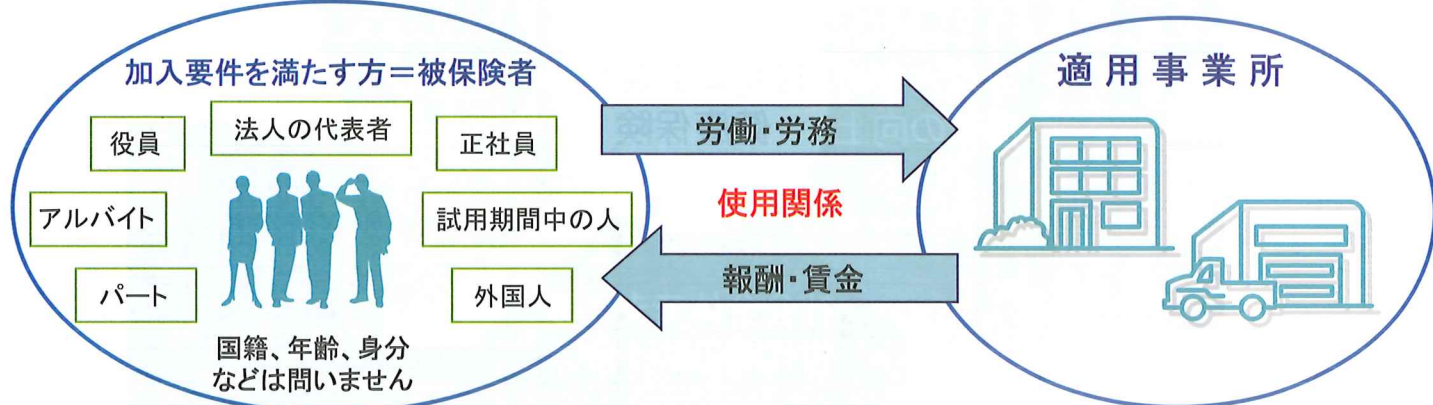 加入要件を満たす方＝被保険者
役員
法人の代表者
正社員
アルバイト
試用期間中の人
パート
外国人
国籍、年齢、身分
などは問いません
労働・労務
使用関係
報酬・賃金
適用事業所